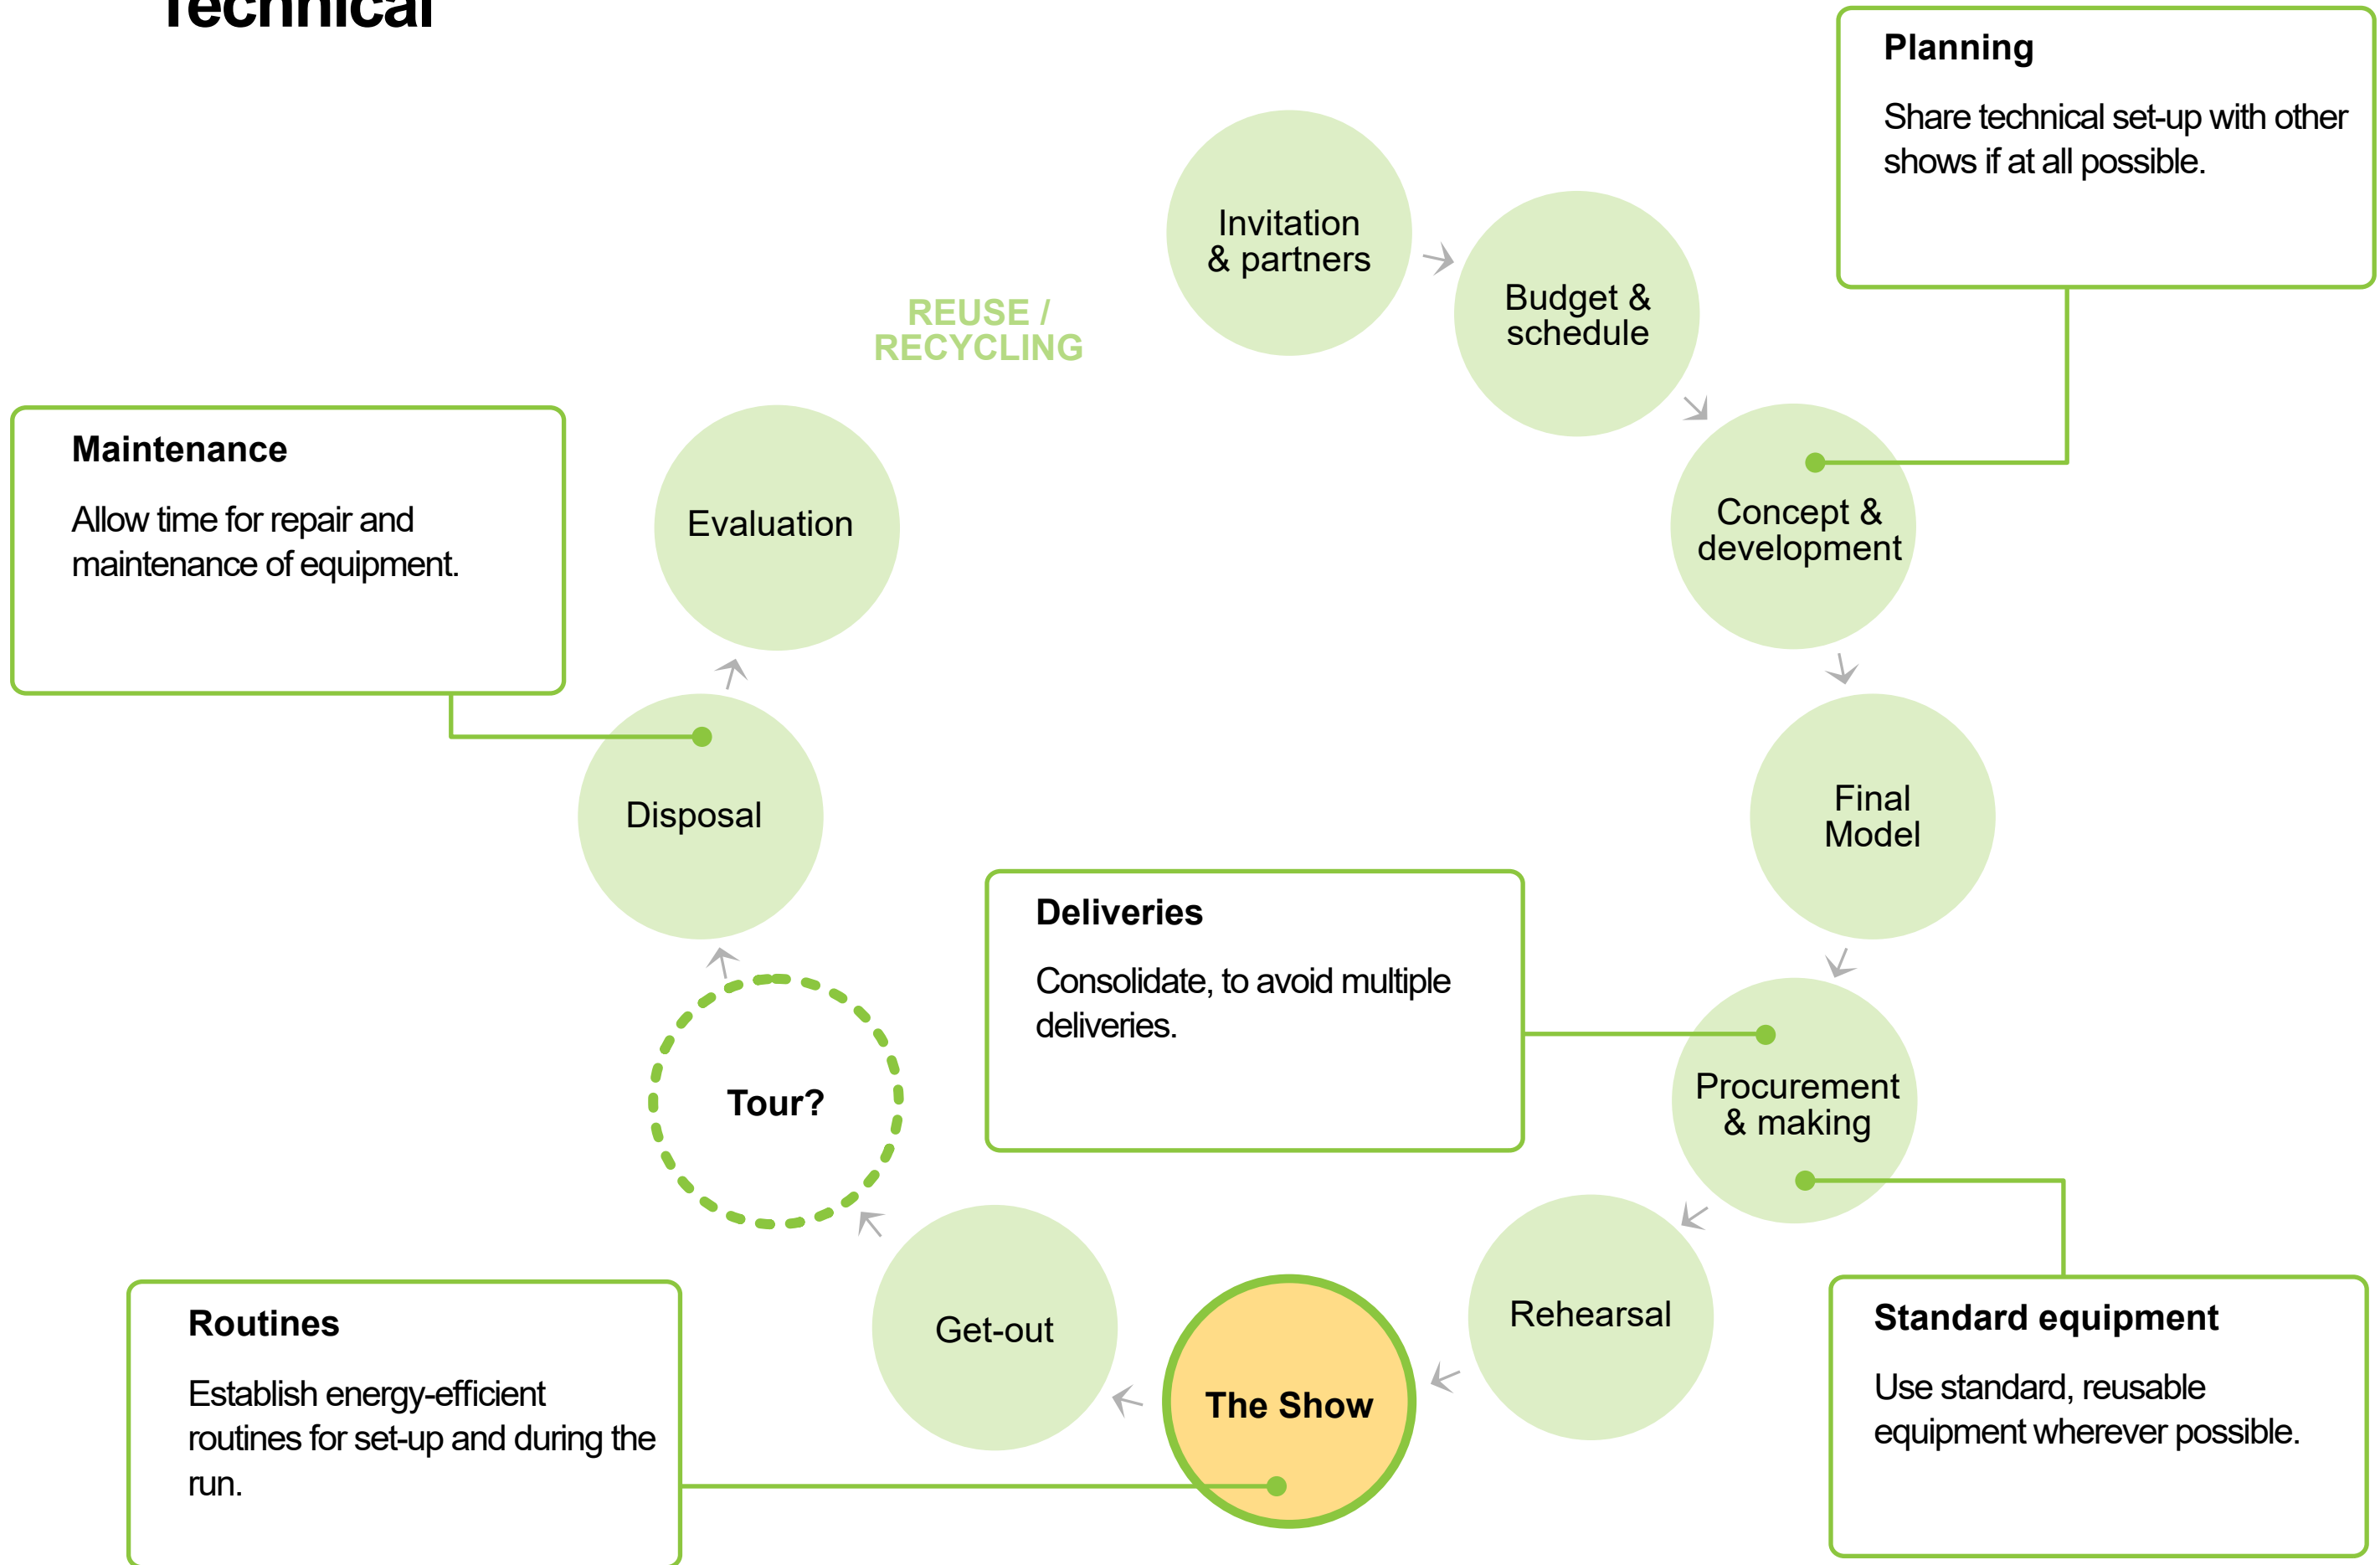 Technical
Planning
Share technical set-up with other
shows if at all possible.
Invitation
& partners
Budget &
schedule
REUSE /
RECYCLING
Concept &
development
Maintenance
Allow time for repair and
maintenance of equipment.
Evaluation
Final
Model
Disposal
Deliveries
Consolidate, to avoid multiple
deliveries.
Procurement
& making
Tour?
Rehearsal
Get-out
The Show
Routines
Establish energy-efficient
routines for set-up and during the
run.
Standard equipment
Use standard, reusable
equipment wherever possible.